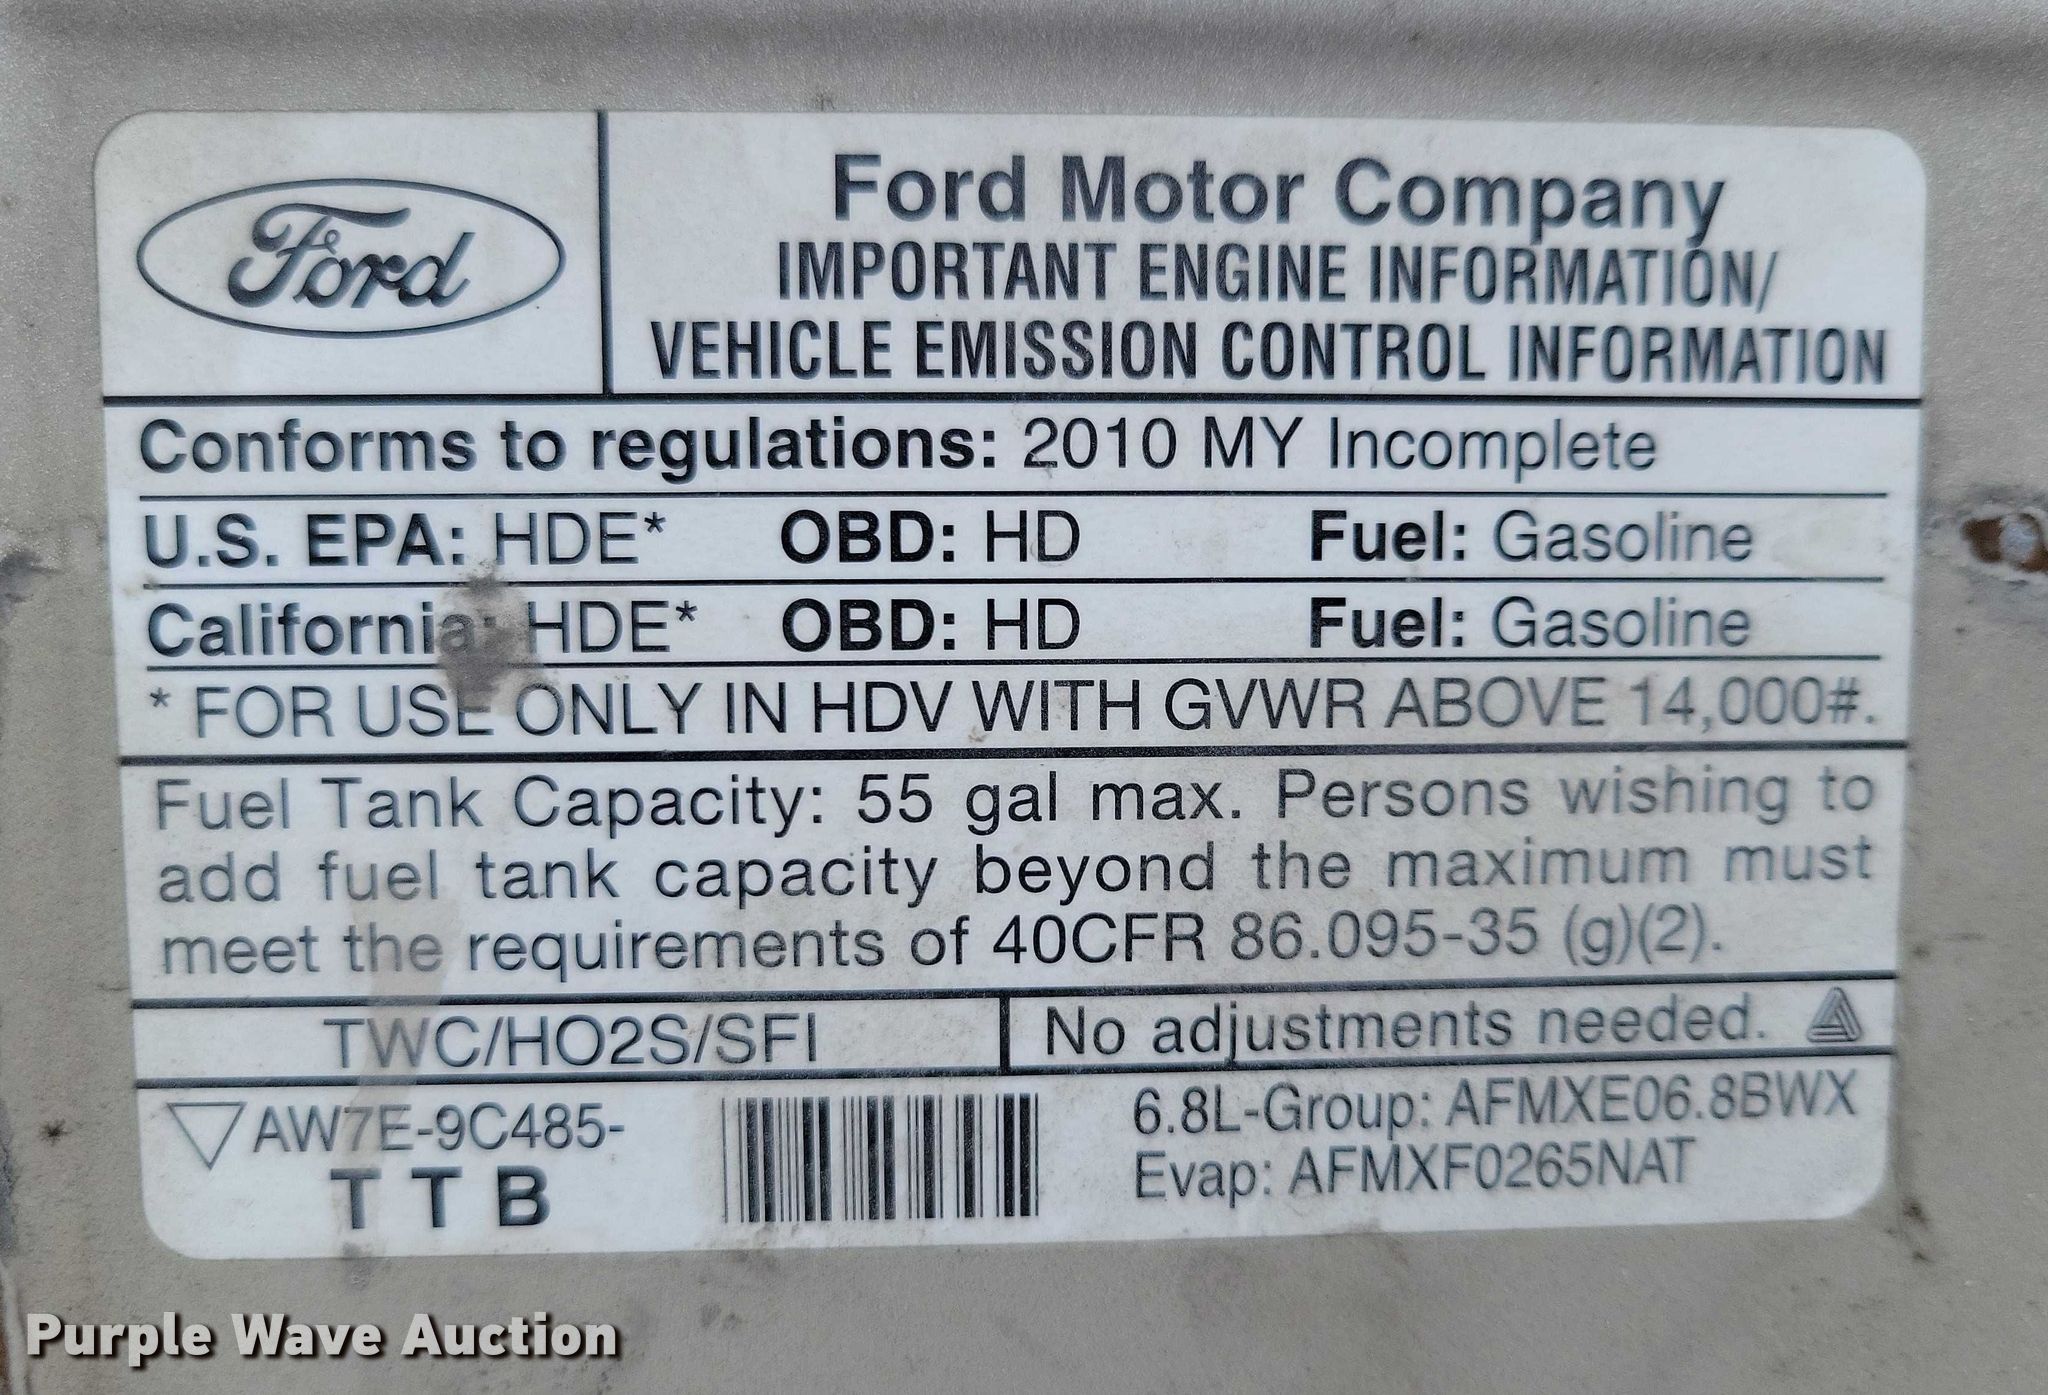 Ford
Ford Motor Company
IMPORTANT ENGINE INFORMATION/
VEHICLE EMISSION CONTROL INFORMATION
Conforms to regulations: 2010 MY Incomplete
U.S. EPA: HDE* OBD: HD Fuel: Gasoline
California: HDE* OBD: HD Fuel: Gasoline
* FOR USE ONLY IN HDV WITH GVWR ABOVE 14,000#.
Fuel Tank Capacity: 55 gal max. Persons wishing to
add fuel tank capacity beyond the maximum must
meet the requirements of 40CFR 86.095-35 (g)(2).
TWC/HO2S/SFI No adjustments needed.
AW7E-9C485-
T T B
6.8L-Group: AFMXE06.8BWX
Evap: AFMXF0265NAT
Purple Wave Auction